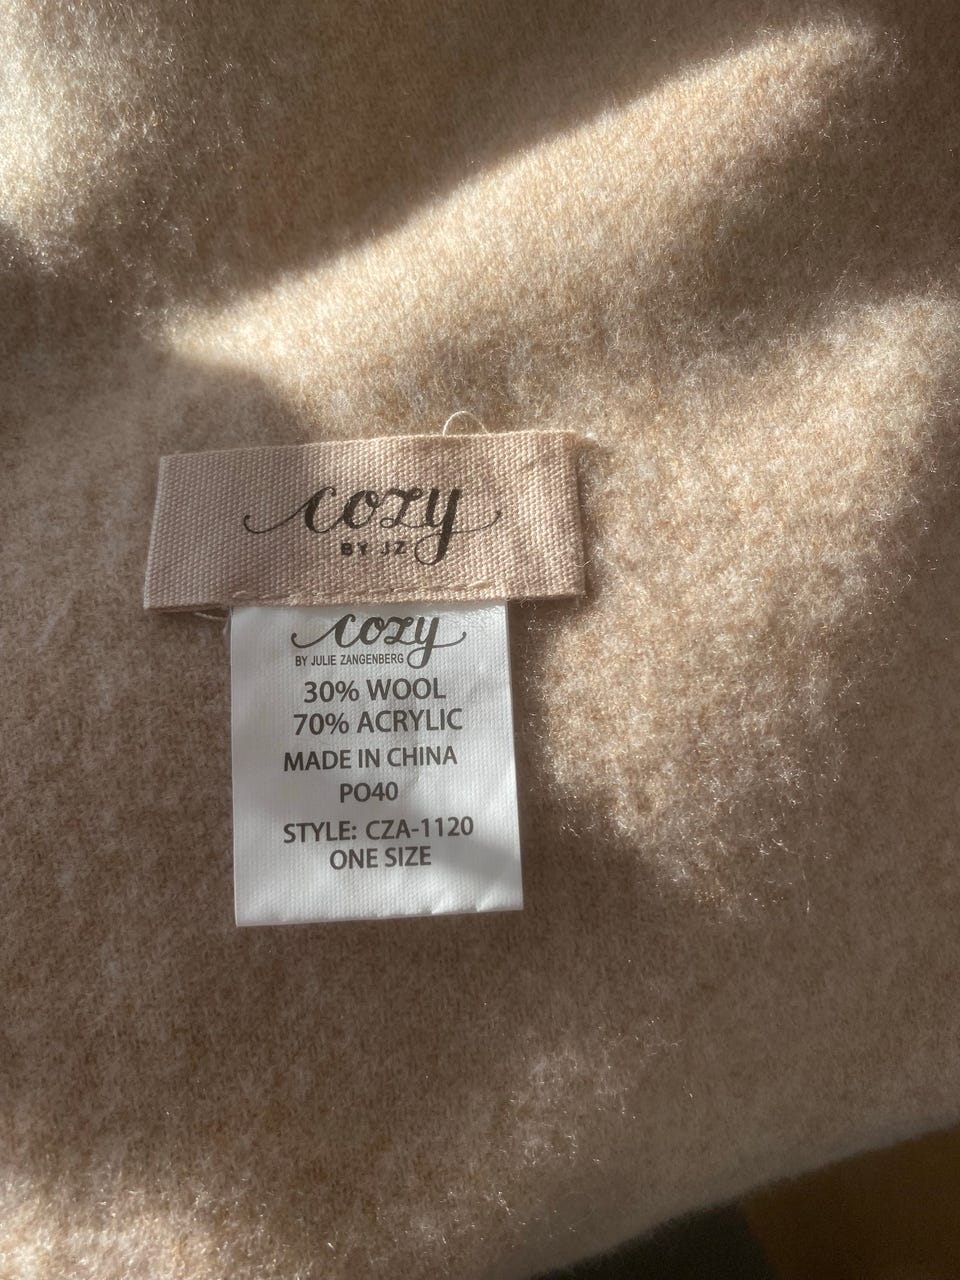 cozy
BY JZ
cozy
BY JULIE ZANGENBERG
30% WOOL
70% ACRYLIC
MADE IN CHINA
PO40
STYLE: CZA-1120
ONE SIZE